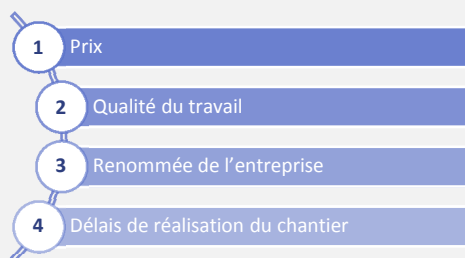 1 Prix
2 Qualité du travail
3 Renommée de l'entreprise
4 Délais de réalisation du chantier